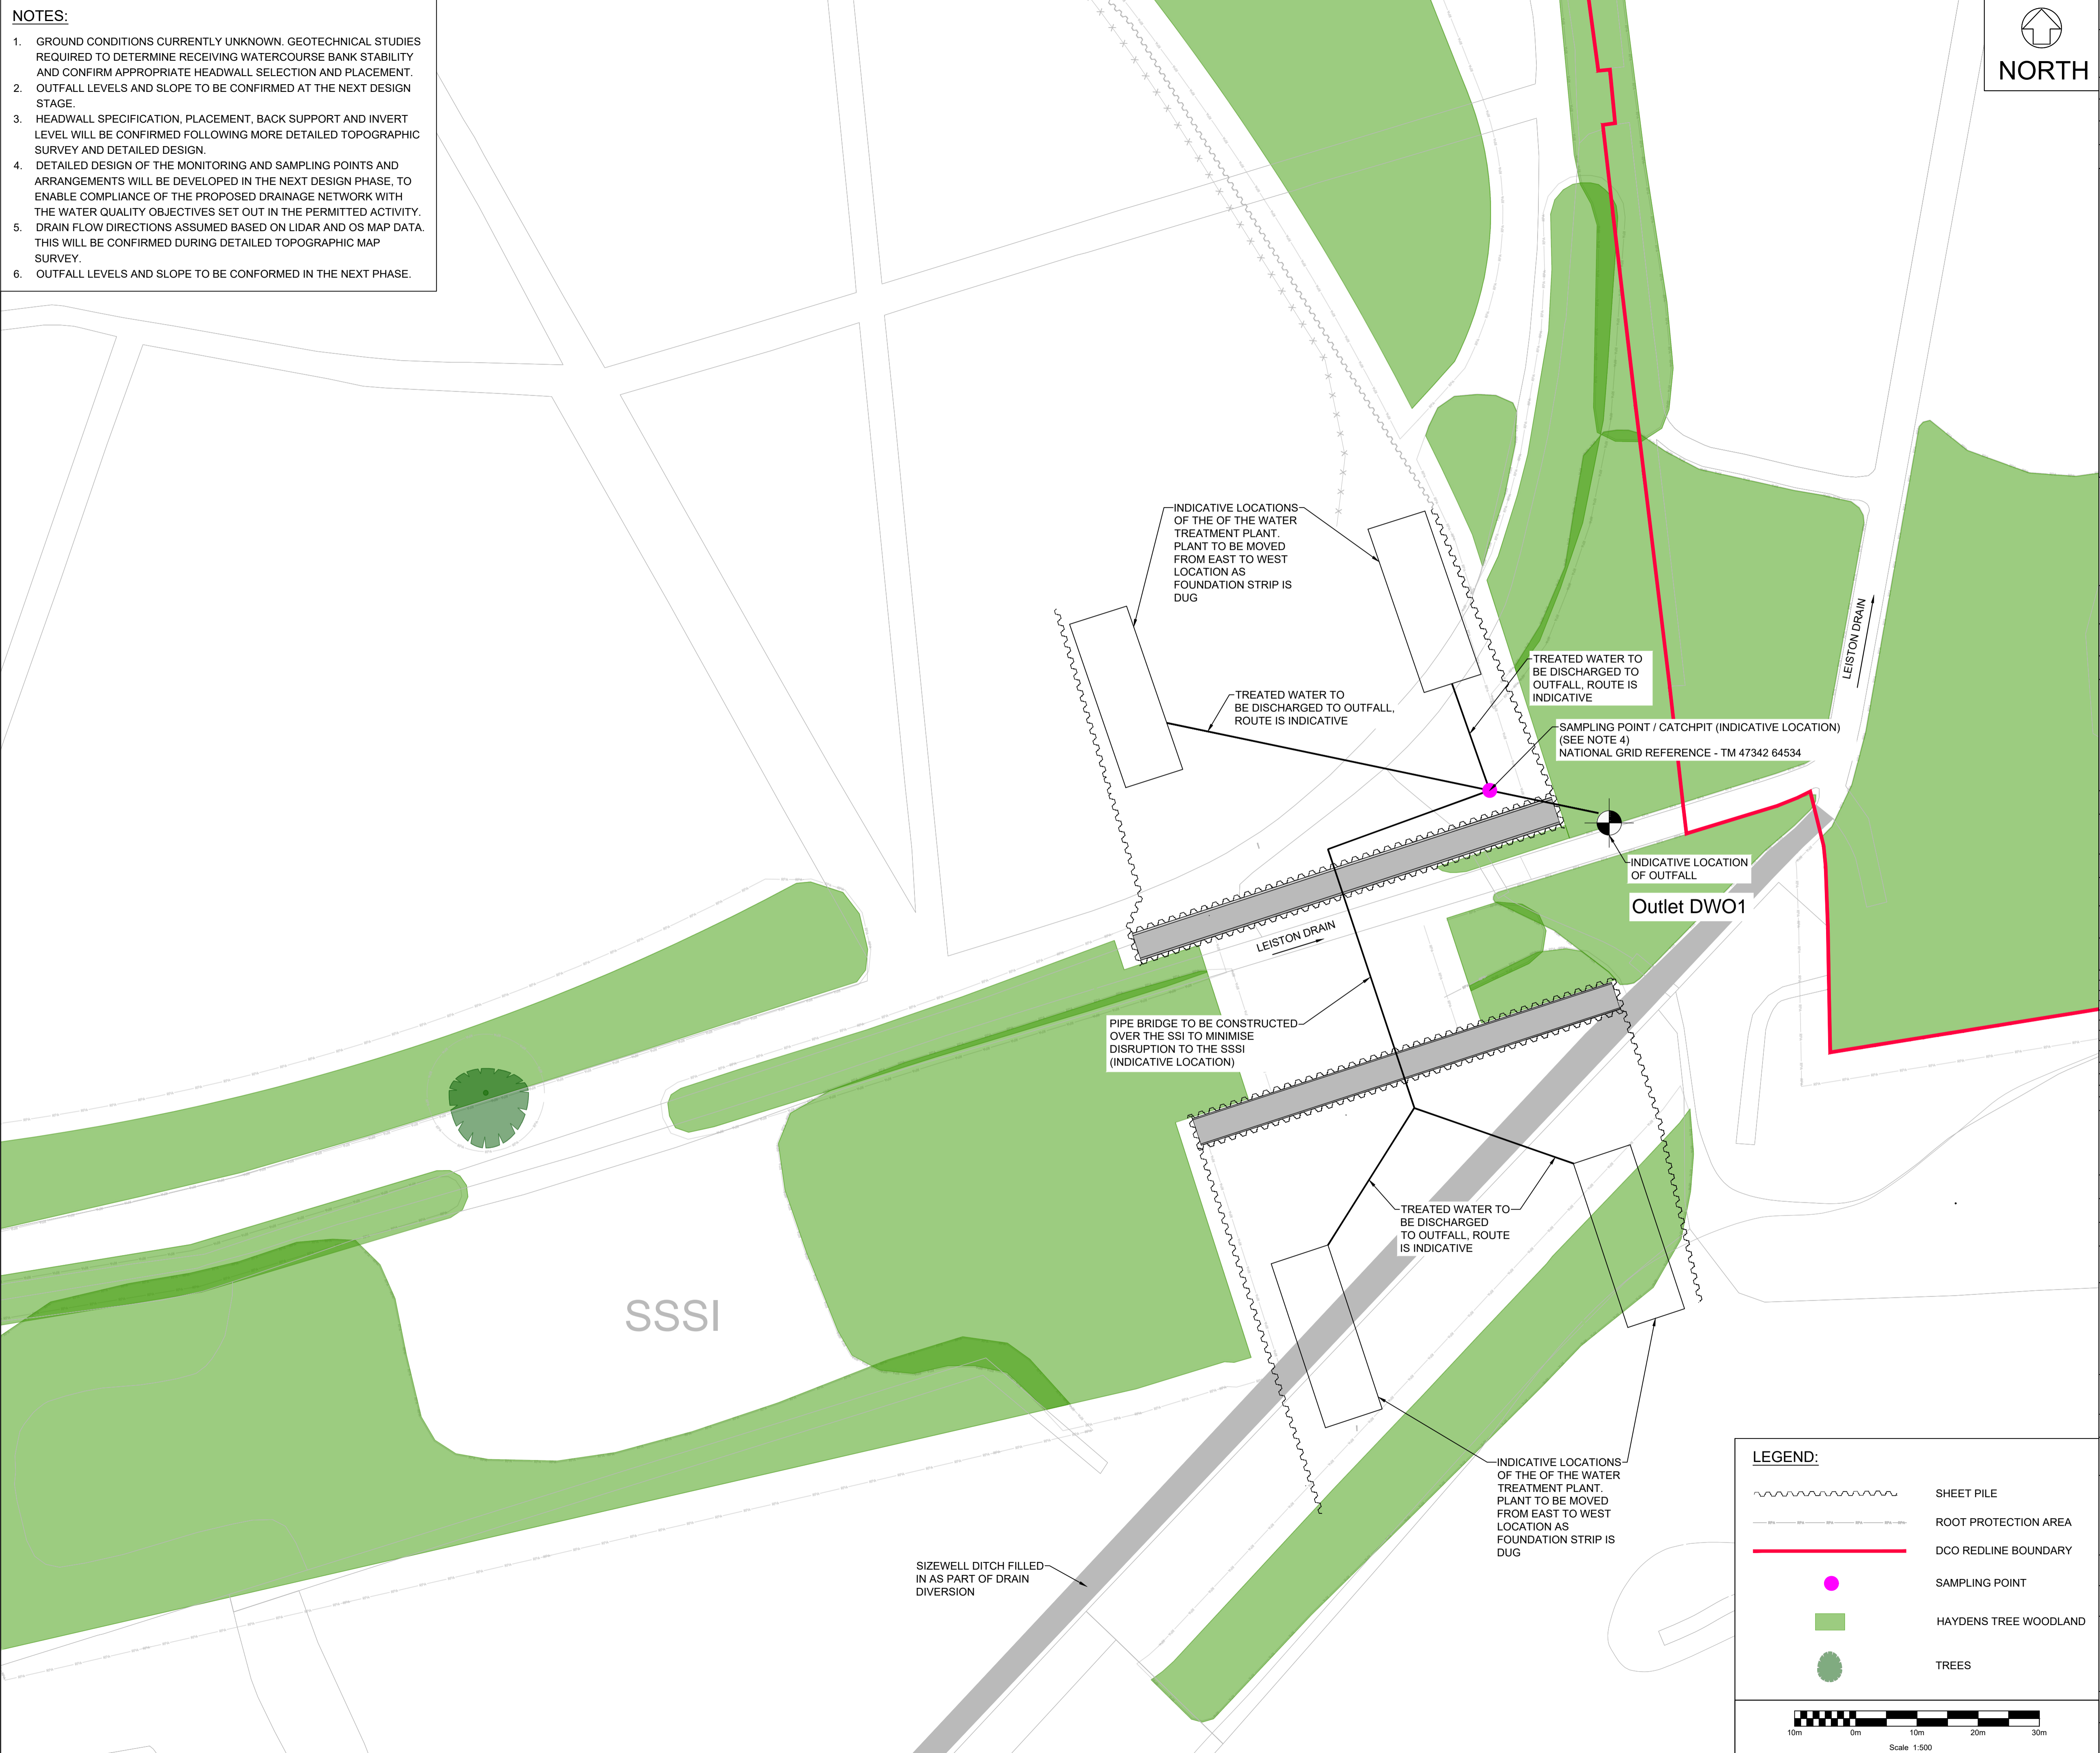 NOTES:
1. GROUND CONDITIONS CURRENTLY UNKNOWN. GEOTECHNICAL STUDIES
REQUIRED TO DETERMINE RECEIVING WATERCOURSE BANK STABILITY
AND CONFIRM APPROPRIATE HEADWALL SELECTION AND PLACEMENT.
2. OUTFALL LEVELS AND SLOPE TO BE CONFIRMED AT THE NEXT DESIGN
STAGE.
3. HEADWALL SPECIFICATION, PLACEMENT, BACK SUPPORT AND INVERT
LEVEL WILL BE CONFIRMED FOLLOWING MORE DETAILED TOPOGRAPHIC
SURVEY AND DETAILED DESIGN.
4. DETAILED DESIGN OF THE MONITORING AND SAMPLING POINTS AND
ARRANGEMENTS WILL BE DEVELOPED IN THE NEXT DESIGN PHASE, TO
ENABLE COMPLIANCE OF THE PROPOSED DRAINAGE NETWORK WITH
THE WATER QUALITY OBJECTIVES SET OUT IN THE PERMITTED ACTIVITY.
5. DRAIN FLOW DIRECTIONS ASSUMED BASED ON LIDAR AND OS MAP DATA.
THIS WILL BE CONFIRMED DURING DETAILED TOPOGRAPHIC MAP
SURVEY.
6. OUTFALL LEVELS AND SLOPE TO BE CONFORMED IN THE NEXT PHASE.
NORTH
INDICATIVE LOCATIONS
OF THE OF THE WATER
TREATMENT PLANT.
PLANT TO BE MOVED
FROM EAST TO WEST
LOCATION AS
FOUNDATION STRIP IS
DUG
LEISTON DRAIN
TREATED WATER TO
BE DISCHARGED TO
OUTFALL, ROUTE IS
INDICATIVE
TREATED WATER TO
BE DISCHARGED TO OUTFALL,
ROUTE IS INDICATIVE
SAMPLING POINT / CATCHPIT (INDICATIVE LOCATION)
(SEE NOTE 4)
NATIONAL GRID REFERENCE - TM 47342 64534
INDICATIVE LOCATION
OF OUTFALL
Outlet DWO1
LEISTON DRAIN
PIPE BRIDGE TO BE CONSTRUCTED
OVER THE SSI TO MINIMISE
DISRUPTION TO THE SSSI
(INDICATIVE LOCATION)
TREATED WATER TO
BE DISCHARGED
TO OUTFALL, ROUTE
IS INDICATIVE
SSSI
INDICATIVE LOCATIONS
OF THE OF THE WATER
TREATMENT PLANT.
PLANT TO BE MOVED
FROM EAST TO WEST
LOCATION AS
FOUNDATION STRIP IS
DUG
SIZEWELL DITCH FILLED
IN AS PART OF DRAIN
DIVERSION
LEGEND:
SHEET PILE
ROOT PROTECTION AREA
DCO REDLINE BOUNDARY
SAMPLING POINT
HAYDENS TREE WOODLAND
TREES
10m 0m 10m 20m 30m
Scale 1:500